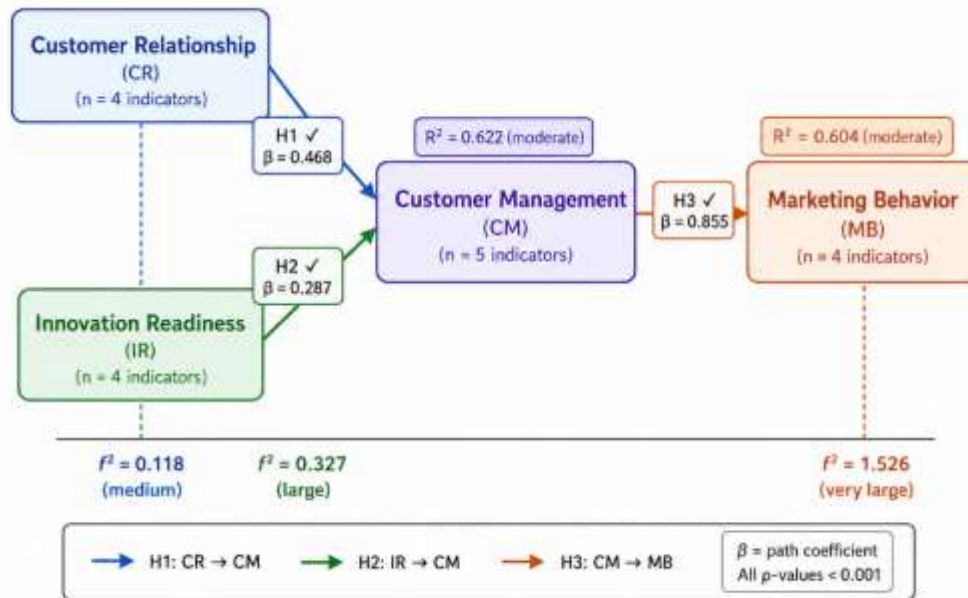 Customer Relationship
(CR)
(n = 4 indicators)
H1 ✓
β = 0.468
R² = 0.622 (moderate)
R² = 0.604 (moderate)
Customer Management
(CM)
(n = 5 indicators)
H3 ✓
β = 0.855
Marketing Behavior
(MB)
(n = 4 indicators)
H2 ✓
β = 0.287
Innovation Readiness
(IR)
(n = 4 indicators)
f² = 0.118
(medium)
f² = 0.327
(large)
f² = 1.526
(very large)
H1: CR → CM
H2: IR → CM
H3: CM → MB
β = path coefficient
All p-values < 0.001